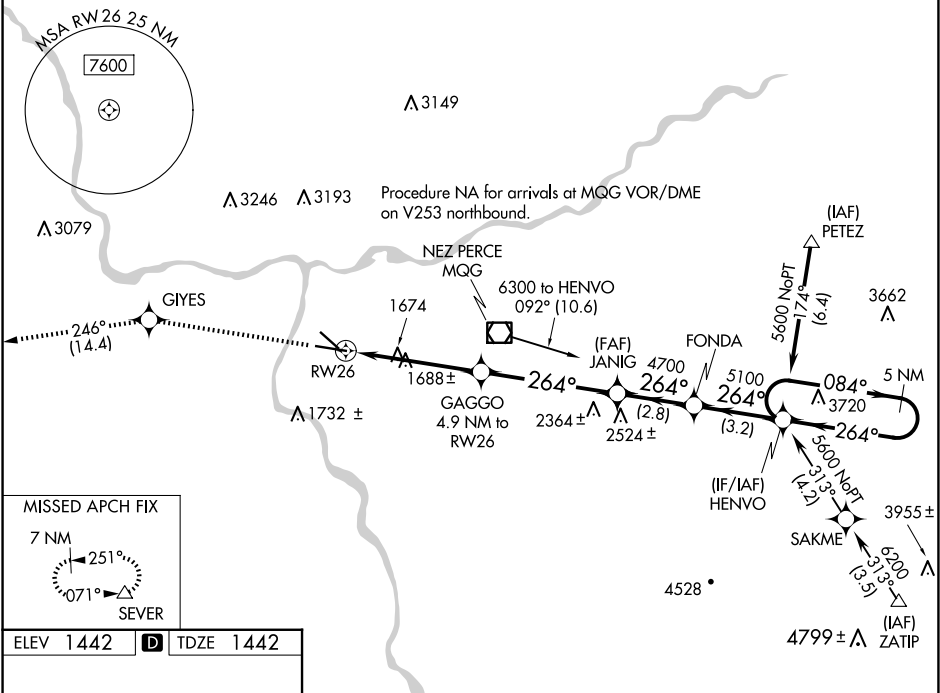 MSA RW26 25 NM
7600
3149
3246
3193
3079
Procedure NA for arrivals at MQG VOR/DME
on V253 northbound.
(IAF)
PETEZ
NEZ PERCE
MQG
6300 to HENVO
092° (10.6)
5600 NoPT
174°
(6.4)
3662
GIYES
246°
(14.4)
1674
RW26
1688 ±
GAGGO
4.9 NM to
RW26
264°
(FAF)
JANIG
4700
264°
(2.8)
FONDA
5100
264°
(3.2)
084°
5 NM
3720
264°
1732 ±
2364 ±
2524 ±
(IF/IAF)
HENVO
5600 NoPT
313°
(4.2)
SAKME
3955 ±
6200
313°
(3.5)
(IAF)
ZATIP
4528
4799 ±
MISSED APCH FIX
7 NM
251°
071°
SEVER
ELEV 1442 D TDZE 1442